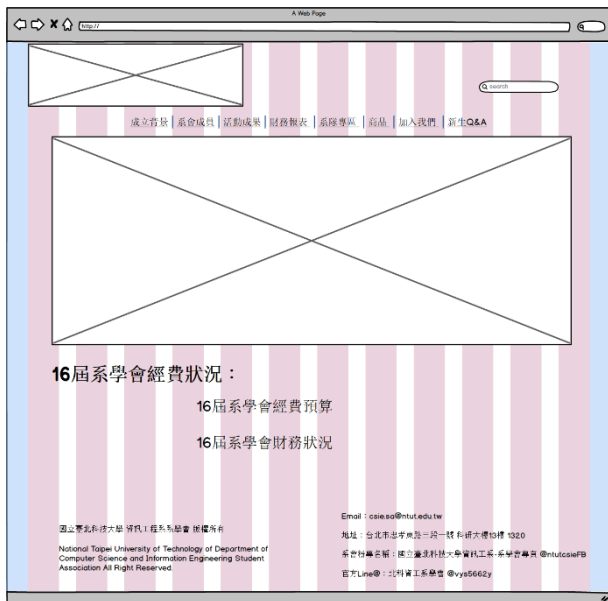 A Web Page
http://
search
成立背景 系會成員 活動成果 財務報表 系隊專區 商品 加入我們 新生Q&A
16屆系學會經費狀況：
16屆系學會經費預算
16屆系學會財務狀況
國立臺北科技大學 資訊工程系系學會 版權所有
National Taipei University of Technology of Department of
Computer Science and Information Engineering Student
Association All Right Reserved.
Email：csie.sa@ntut.edu.tw
地址：台北市忠孝東路三段一號 科研大樓13樓 1320
系會粉專名稱：國立臺北科技大學資訊工系-系學會專頁 @ntutcsieFB
官方Line@：北科資工系學會 @vys5662y